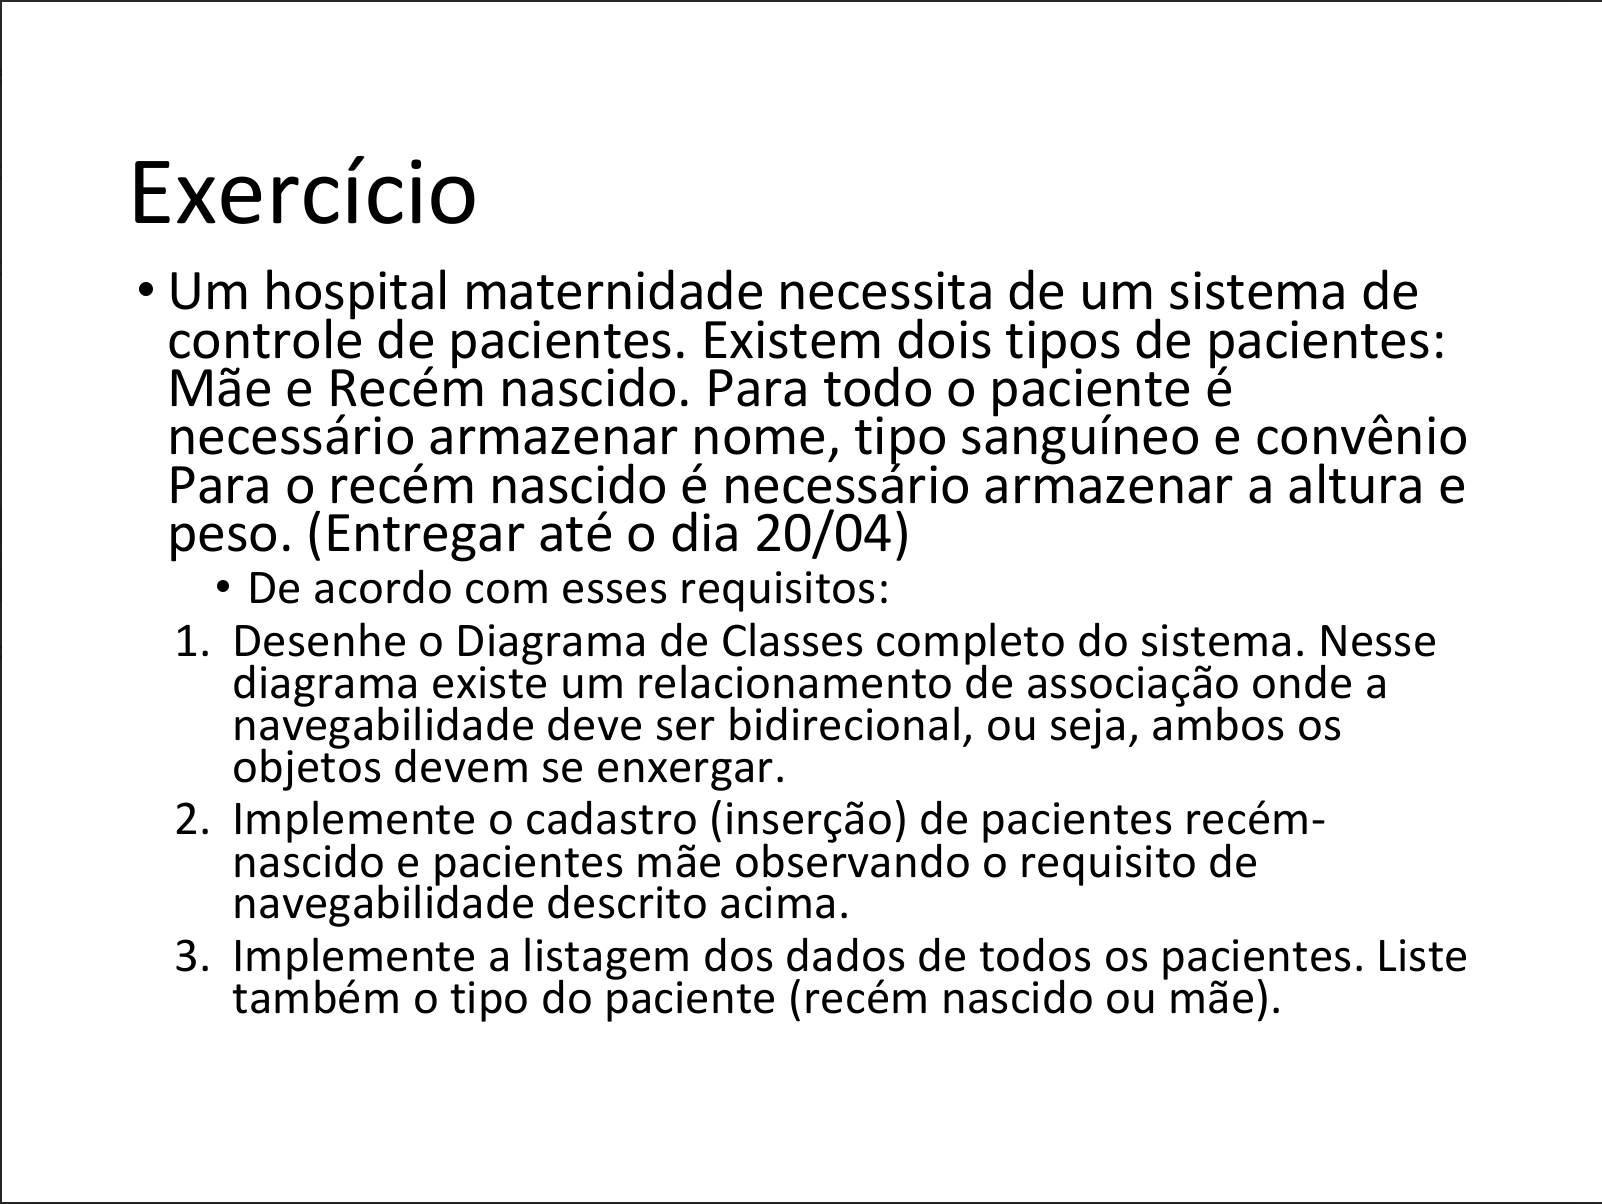 Exercício
• Um hospital maternidade necessita de um sistema de
controle de pacientes. Existem dois tipos de pacientes:
Mãe e Recém nascido. Para todo o paciente é
necessário armazenar nome, tipo sanguíneo e convênio
Para o recém nascido é necessário armazenar a altura e
peso. (Entregar até o dia 20/04)
• De acordo com esses requisitos:
1. Desenhe o Diagrama de Classes completo do sistema. Nesse
diagrama existe um relacionamento de associação onde a
navegabilidade deve ser bidirecional, ou seja, ambos os
objetos devem se enxergar.
2. Implemente o cadastro (inserção) de pacientes recém-
nascido e pacientes mãe observando o requisito de
navegabilidade descrito acima.
3. Implemente a listagem dos dados de todos os pacientes. Liste
também o tipo do paciente (recém nascido ou mãe).